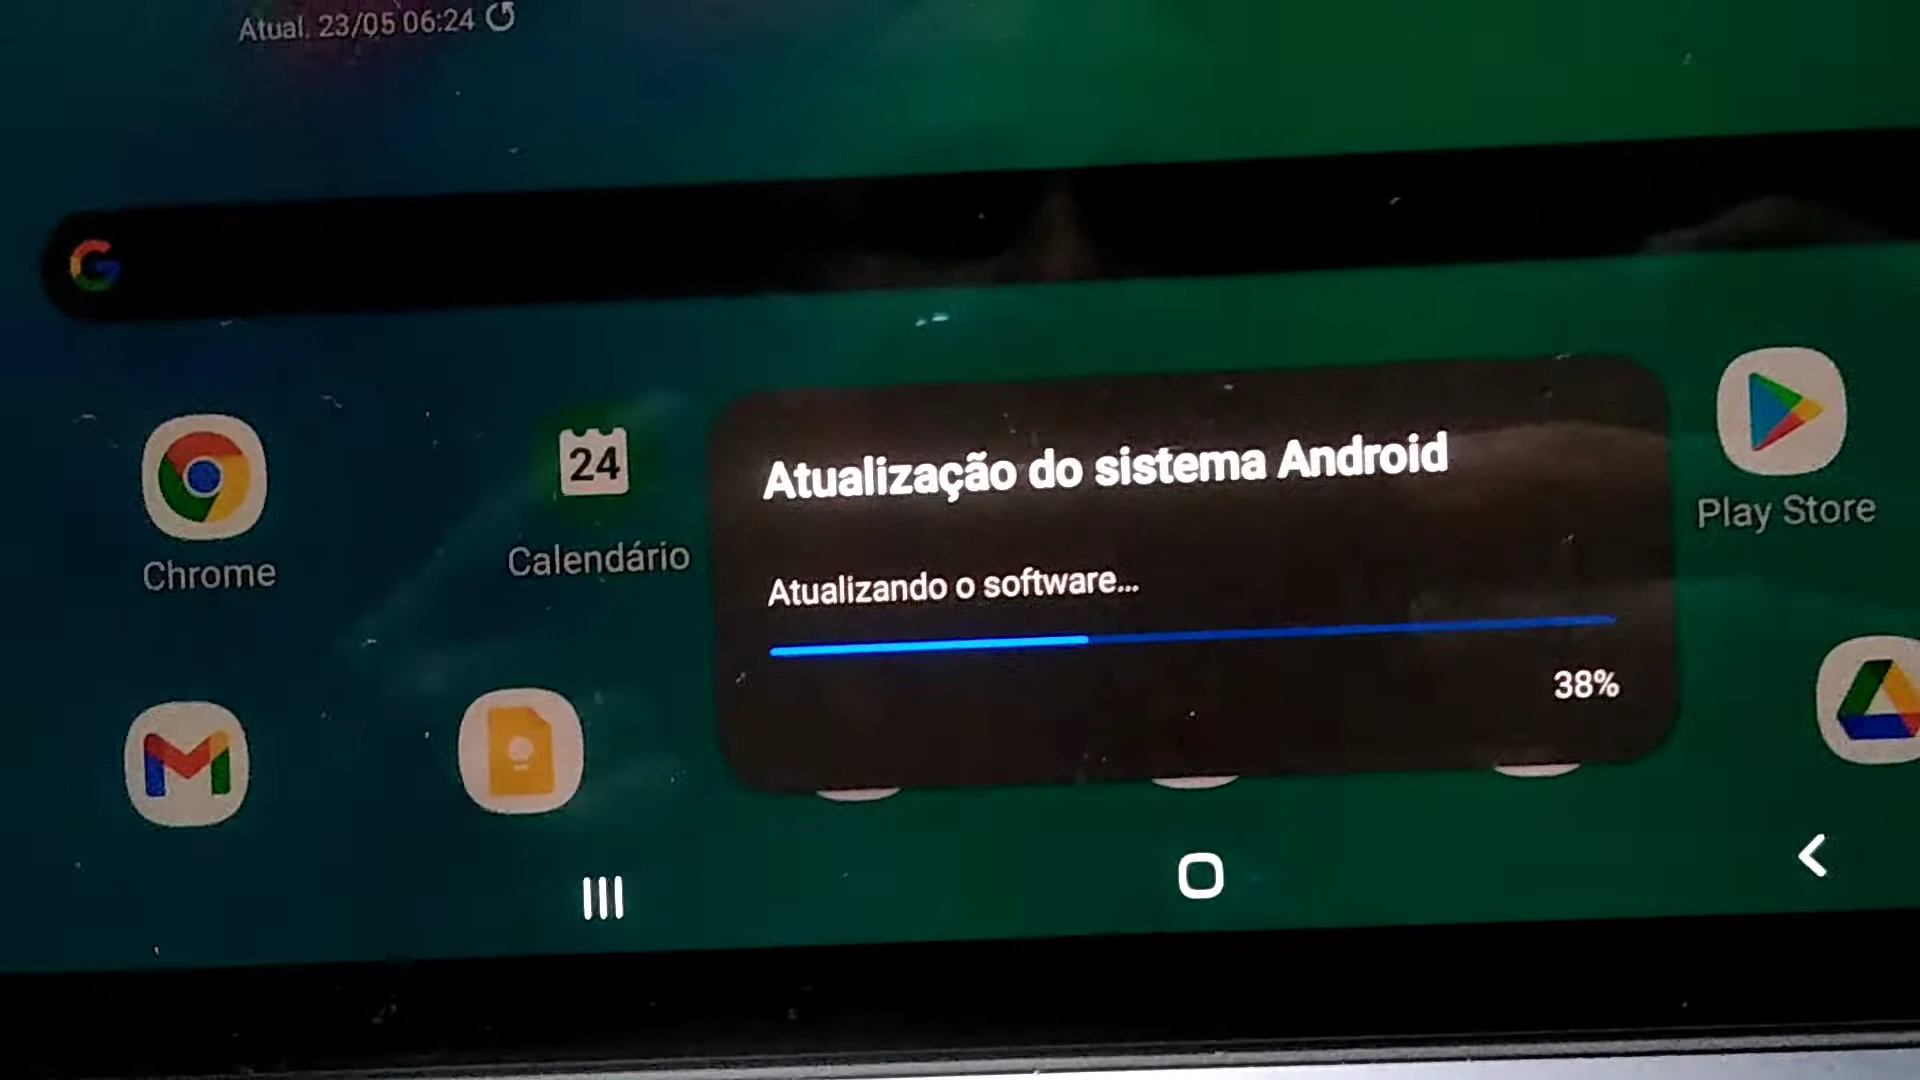 Atual. 23/05 06:24
G
24
Atualização do sistema Android
Play Store
Chrome
Calendário
Atualizando o software...
38%